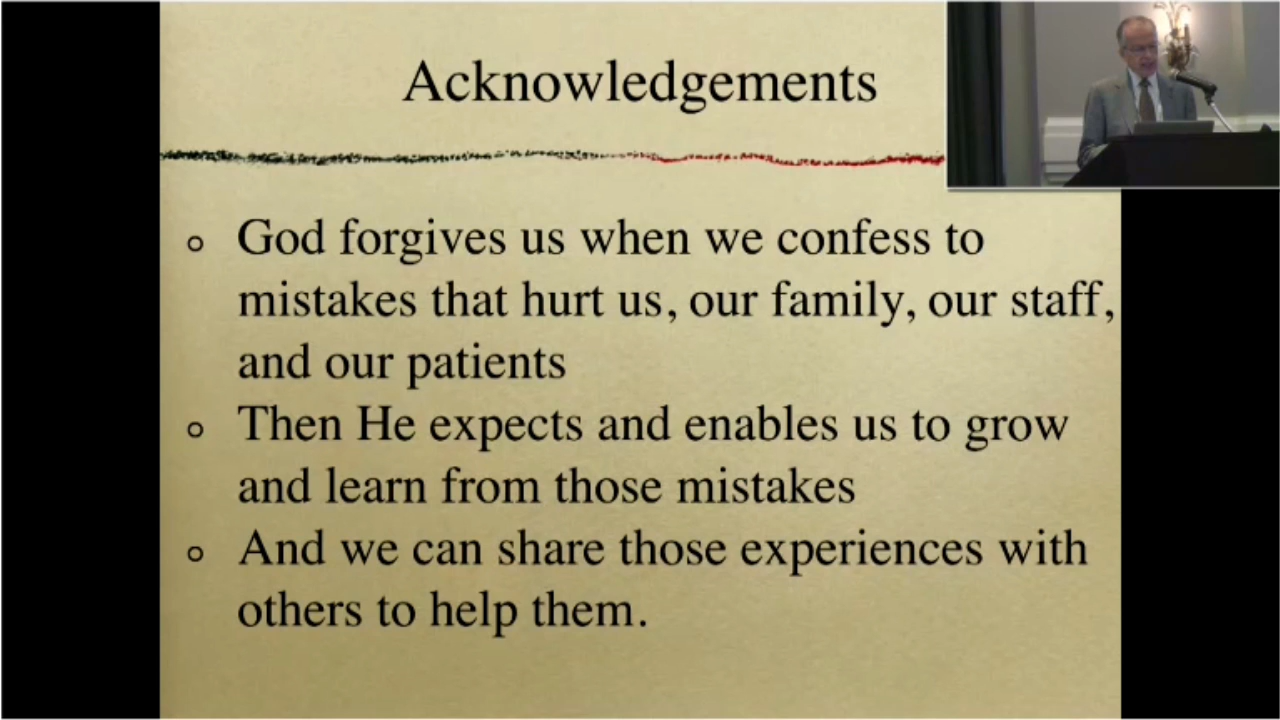 Acknowledgements
God forgives us when we confess to
mistakes that hurt us, our family, our staff,
and our patients
Then He expects and enables us to grow
and learn from those mistakes
And we can share those experiences with
others to help them.